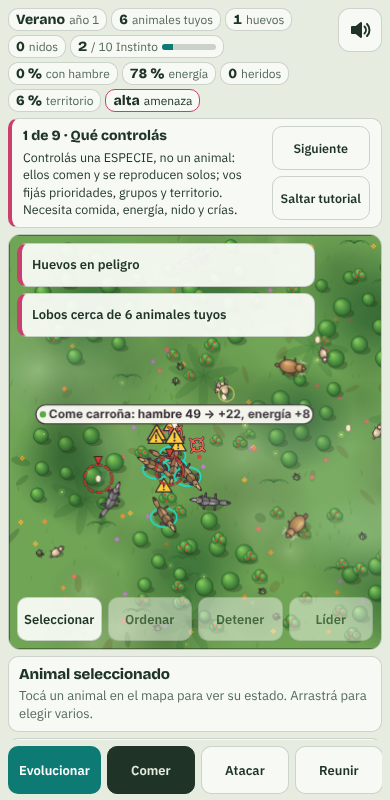 Verano año 1 6 animales tuyos 1 huevos
0 nidos 2 / 10 Instinto
0 % con hambre 78 % energía 0 heridos
6 % territorio alta amenaza
1 de 9 · Qué controlás
Controlás una ESPECIE, no un animal:
ellos comen y se reproducen solos; vos
fijás prioridades, grupos y territorio.
Necesita comida, energía, nido y crías.
Siguiente
Saltar tutorial
Huevos en peligro
Lobos cerca de 6 animales tuyos
Come carroña: hambre 49 → +22, energía +8
Seleccionar Ordenar Detener Líder
Animal seleccionado
Tocá un animal en el mapa para ver su estado. Arrastrá para
elegir varios.
Evolucionar Comer Atacar Reunir